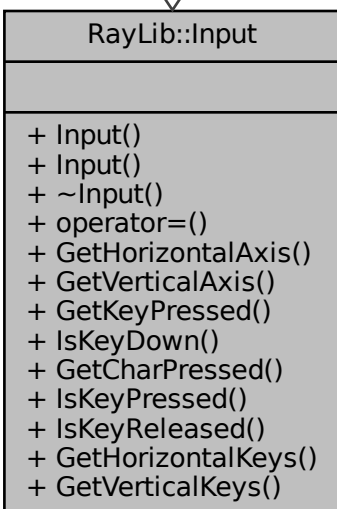 RayLib::Input
+ Input()
+ Input()
+ ~Input()
+ operator=()
+ GetHorizontalAxis()
+ GetVerticalAxis()
+ GetKeyPressed()
+ IsKeyDown()
+ GetCharPressed()
+ IsKeyPressed()
+ IsKeyReleased()
+ GetHorizontalKeys()
+ GetVerticalKeys()